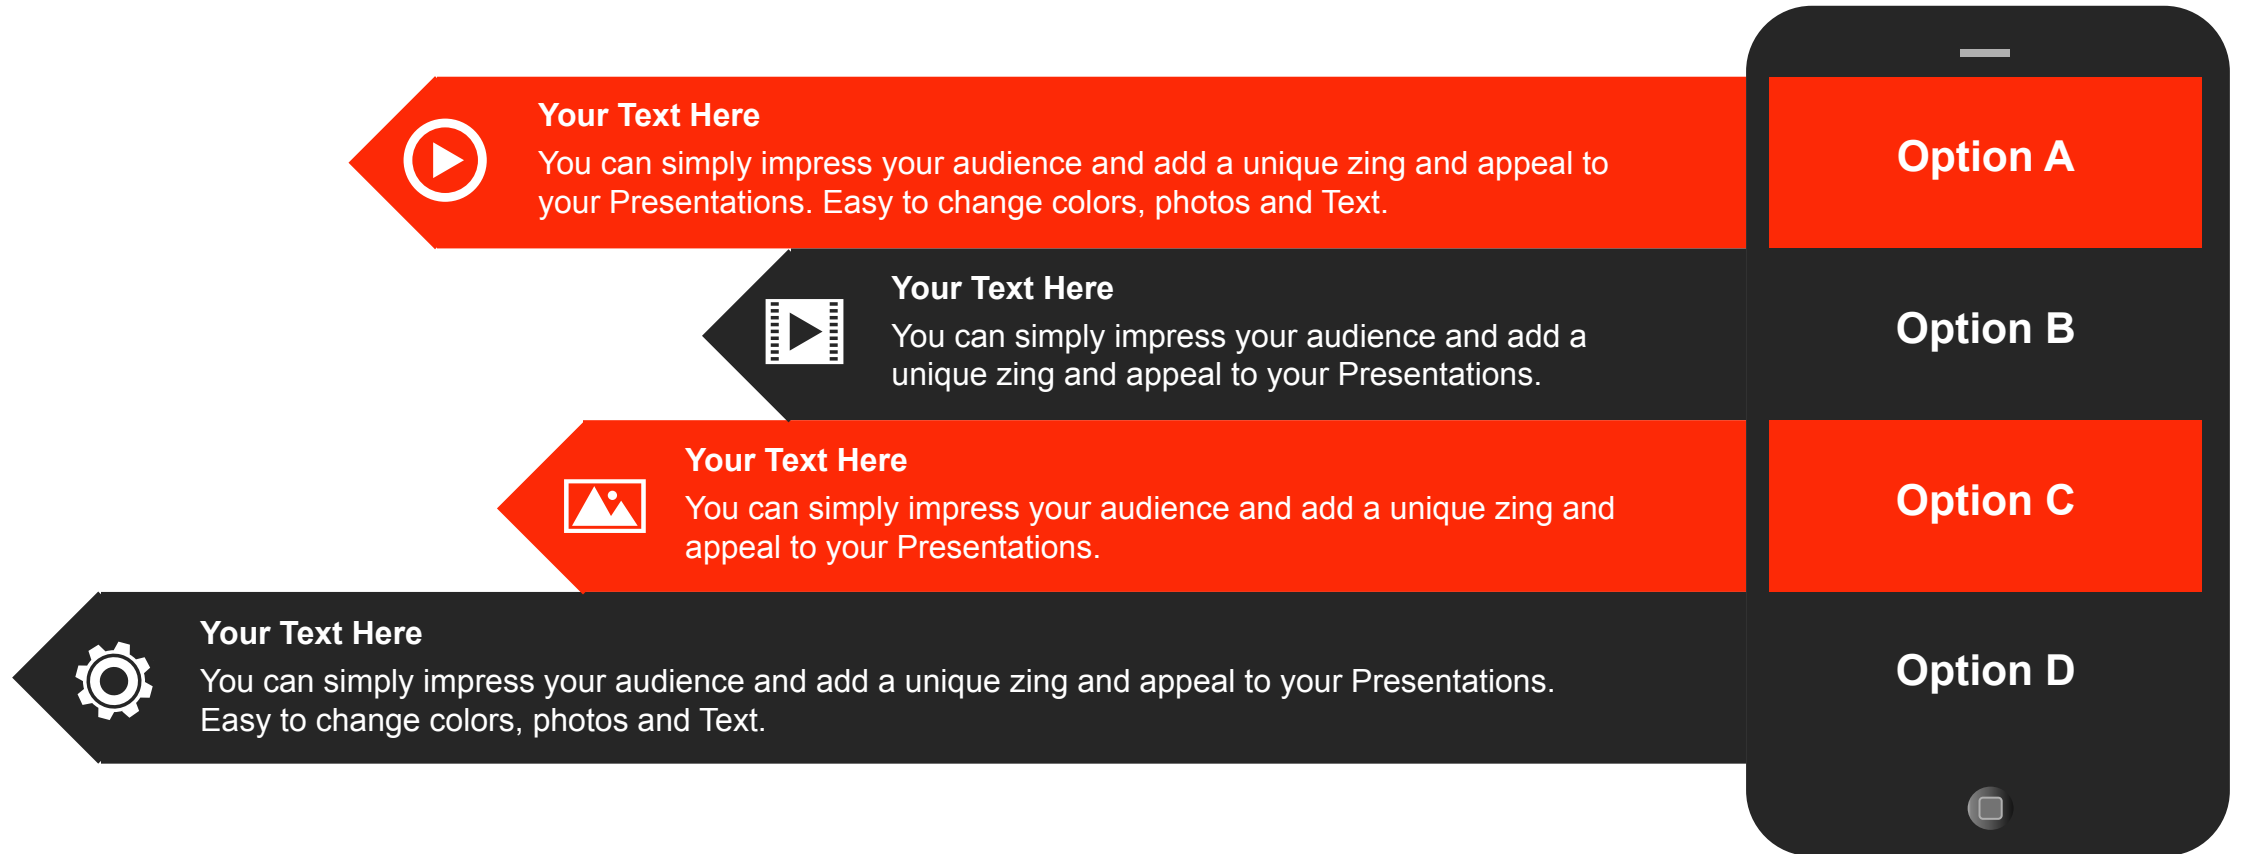 Your Text Here
You can simply impress your audience and add a unique zing and appeal to
your Presentations. Easy to change colors, photos and Text.
Option A
Your Text Here
You can simply impress your audience and add a
unique zing and appeal to your Presentations.
Option B
Your Text Here
You can simply impress your audience and add a unique zing and
appeal to your Presentations.
Option C
Your Text Here
You can simply impress your audience and add a unique zing and appeal to your Presentations.
Easy to change colors, photos and Text.
Option D